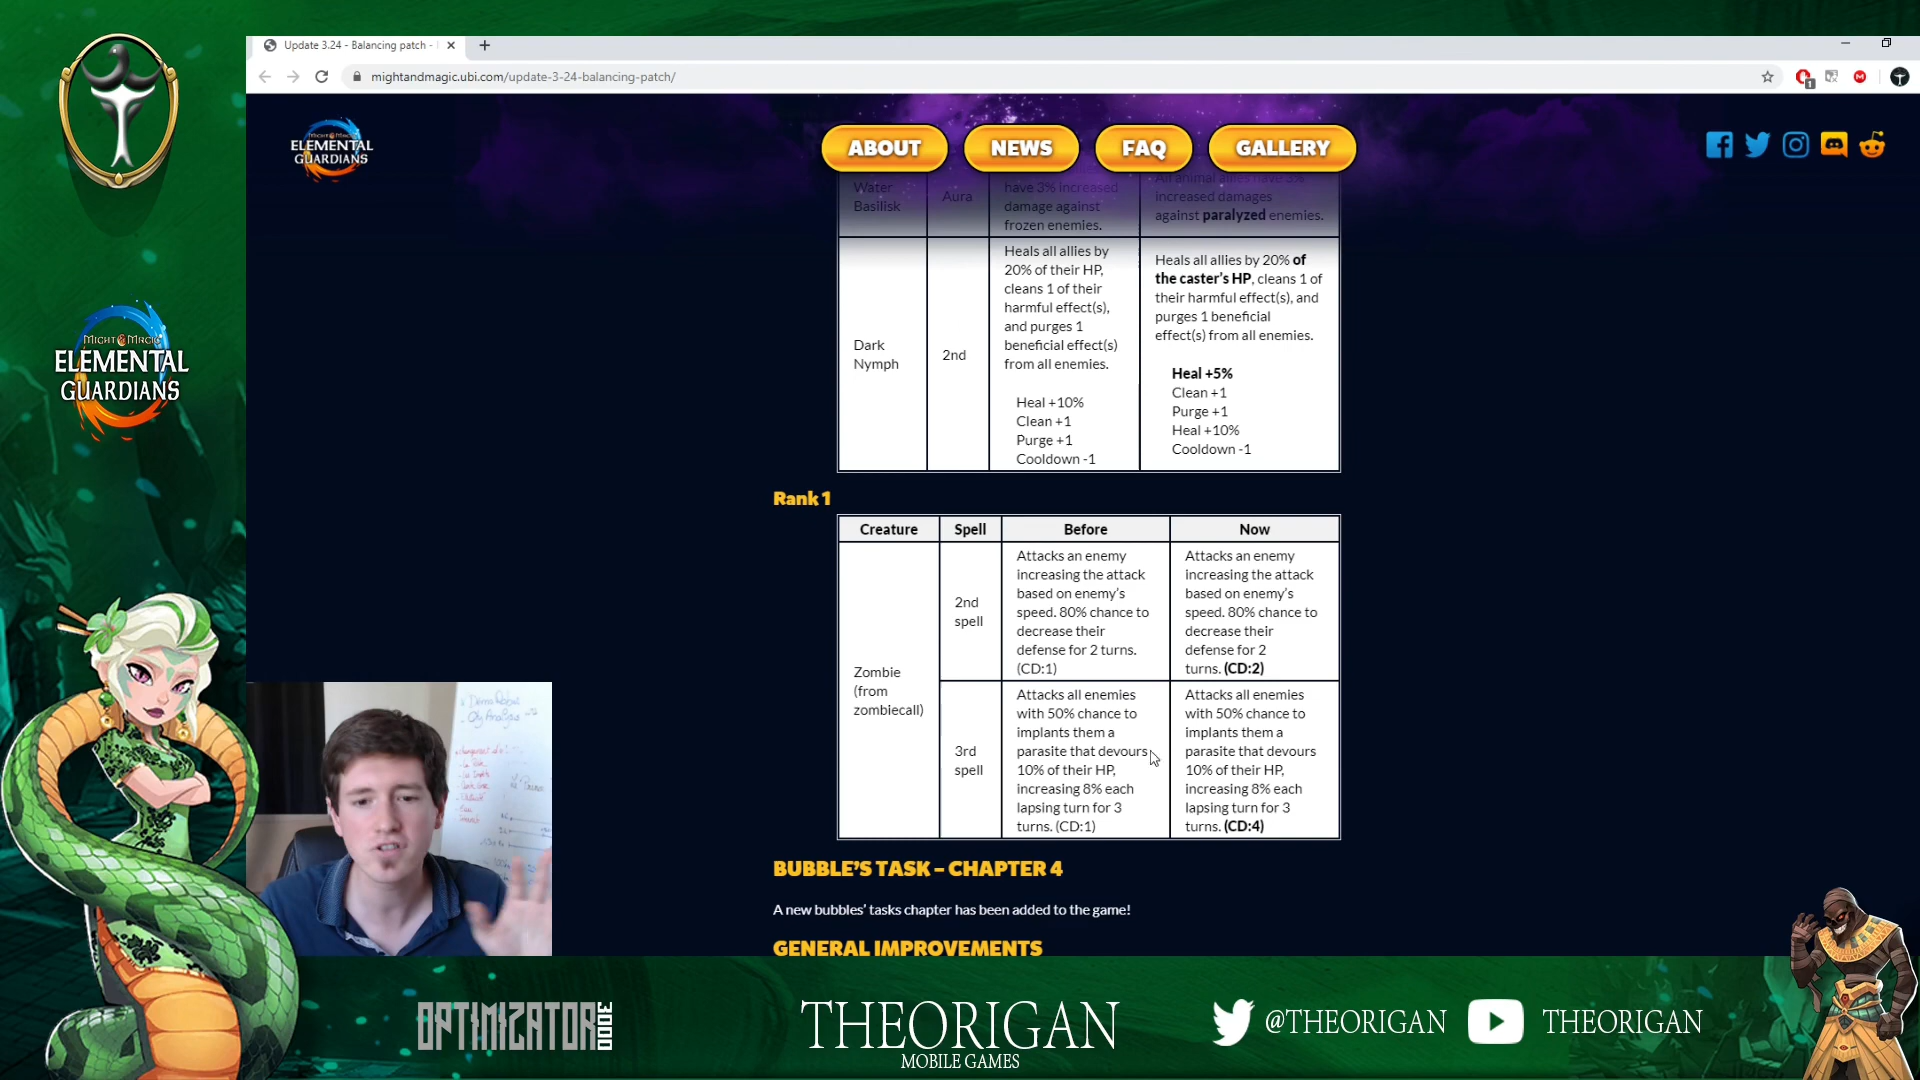 Update 3.24 - Balancing patch -
mightandmagic.ubi.com/update-3-24-balancing-patch/
1
MIGHT & MAGIC
ELEMENTAL
GUARDIANS
ABOUT
NEWS
FAQ
GALLERY
Water
Basilisk
Aura
have 3% increased
damage against
frozen enemies.
All animal allies have 3%
increased damages
against paralyzed enemies.
Dark
Nymph
2nd
Heals all allies by
20% of their HP,
cleans 1 of their
harmful effect(s),
and purges 1
beneficial effect(s)
from all enemies.
Heal +10%
Clean +1
Purge +1
Cooldown -1
Heals all allies by 20% of
the caster's HP, cleans 1 of
their harmful effect(s), and
purges 1 beneficial
effect(s) from all enemies.
Heal +5%
Clean +1
Purge +1
Heal +10%
Cooldown -1
Rank 1
Creature
Spell
Before
Now
Zombie
(from
zombiecall)
2nd
spell
Attacks an enemy
increasing the attack
based on enemy's
speed. 80% chance to
decrease their
defense for 2 turns.
(CD:1)
Attacks an enemy
increasing the attack
based on enemy's
speed. 80% chance to
decrease their
defense for 2
turns. (CD:2)
3rd
spell
Attacks all enemies
with 50% chance to
implants them a
parasite that devours
10% of their HP,
increasing 8% each
lapsing turn for 3
turns. (CD:1)
Attacks all enemies
with 50% chance to
implants them a
parasite that devours
10% of their HP,
increasing 8% each
lapsing turn for 3
turns. (CD:4)
BUBBLE'S TASK – CHAPTER 4
A new bubbles' tasks chapter has been added to the game!
GENERAL IMPROVEMENTS
MIGHT & MAGIC
ELEMENTAL
GUARDIANS
OPTIMIZATOR
3000
THEORIGAN
MOBILE GAMES
@THEORIGAN
THEORIGAN